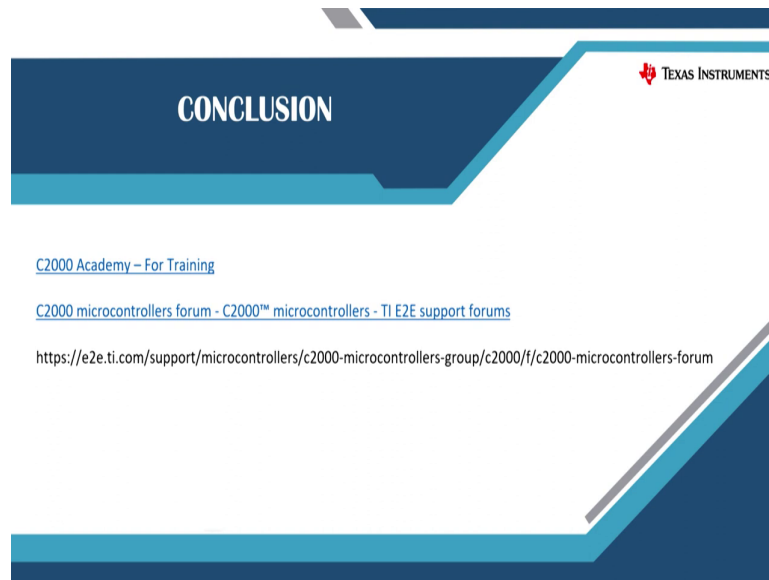 TEXAS INSTRUMENTS
CONCLUSION
C2000 Academy – For Training
C2000 microcontrollers forum - C2000™ microcontrollers - TI E2E support forums
https://e2e.ti.com/support/microcontrollers/c2000-microcontrollers-group/c2000/f/c2000-microcontrollers-forum